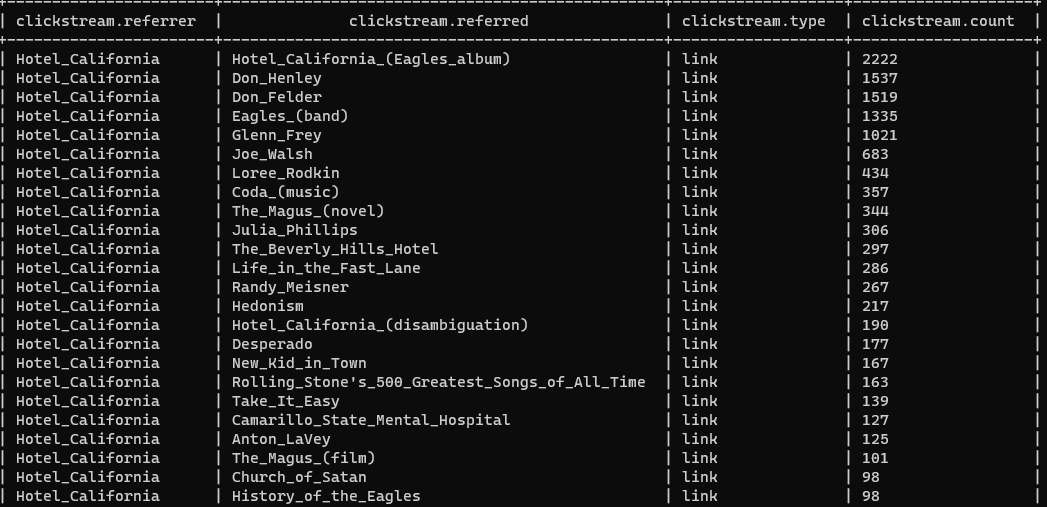 | clickstream.referrer | clickstream.referred | clickstream.type | clickstream.count |
| Hotel_California | Hotel_California_(Eagles_album) | link | 2222 |
| Hotel_California | Don_Henley | link | 1537 |
| Hotel_California | Don_Felder | link | 1519 |
| Hotel_California | Eagles_(band) | link | 1335 |
| Hotel_California | Glenn_Frey | link | 1021 |
| Hotel_California | Joe_Walsh | link | 683 |
| Hotel_California | Loree_Rodkin | link | 434 |
| Hotel_California | Coda_(music) | link | 357 |
| Hotel_California | The_Magus_(novel) | link | 344 |
| Hotel_California | Julia_Phillips | link | 306 |
| Hotel_California | The_Beverly_Hills_Hotel | link | 297 |
| Hotel_California | Life_in_the_Fast_Lane | link | 286 |
| Hotel_California | Randy_Meisner | link | 267 |
| Hotel_California | Hedonism | link | 217 |
| Hotel_California | Hotel_California_(disambiguation) | link | 190 |
| Hotel_California | Desperado | link | 177 |
| Hotel_California | New_Kid_in_Town | link | 167 |
| Hotel_California | Rolling_Stone's_500_Greatest_Songs_of_All_Time | link | 163 |
| Hotel_California | Take_It_Easy | link | 139 |
| Hotel_California | Camarillo_State_Mental_Hospital | link | 127 |
| Hotel_California | Anton_LaVey | link | 125 |
| Hotel_California | The_Magus_(film) | link | 101 |
| Hotel_California | Church_of_Satan | link | 98 |
| Hotel_California | History_of_the_Eagles | link | 98 |